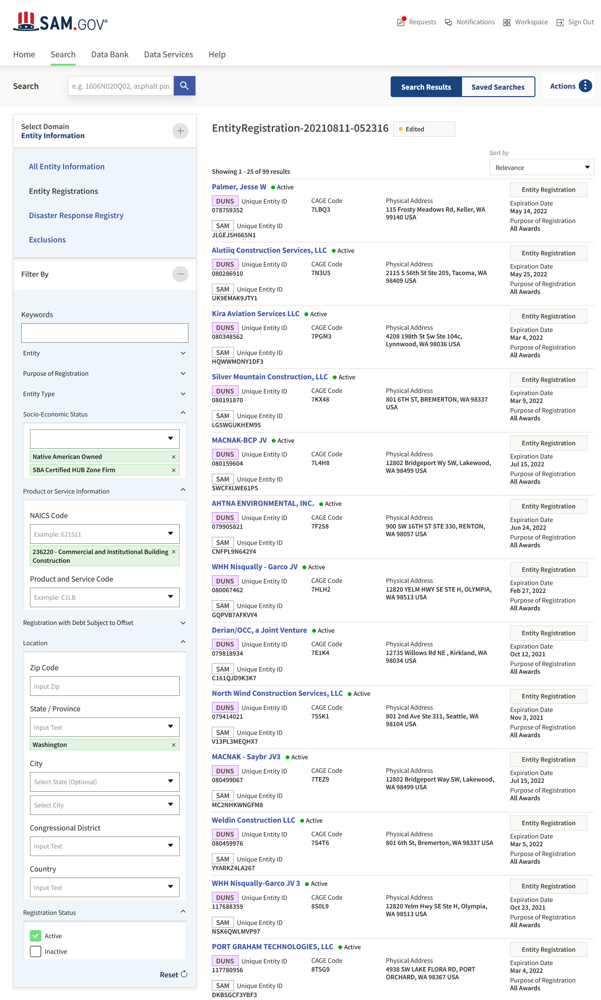 SAM.GOV®
Requests
Notifications
Workspace
Sign Out
Home
Search
Data Bank
Data Services
Help
Search
e.g. 1606N020Q02, asphalt pav
Search Results
Saved Searches
Actions
Select Domain
Entity Information
All Entity Information
Entity Registrations
Disaster Response Registry
Exclusions
Filter By
Keywords
Entity
Purpose of Registration
Entity Type
Socio-Economic Status
Native American Owned
SBA Certified HUB Zone Firm
Product or Service Information
NAICS Code
Example: 621511
236220 - Commercial and Institutional Building
Construction
Product and Service Code
Example: C1LB
Registration with Debt Subject to Offset
Location
Zip Code
Input Zip
State / Province
Input Text
Washington
City
Select State (Optional)
Select City
Congressional District
Input Text
Country
Input Text
Registration Status
Active
Inactive
Reset
EntityRegistration-20210811-052316
Edited
Sort by
Relevance
Showing 1 - 25 of 99 results
Palmer, Jesse W
Active
DUNS Unique Entity ID
078759352
SAM Unique Entity ID
JLGEJ5H665N1
CAGE Code
7LBQ3
Physical Address
115 Frosty Meadows Rd, Keller, WA
99140 USA
Entity Registration
Expiration Date
May 14, 2022
Purpose of Registration
All Awards
Alutiiq Construction Services, LLC
Active
DUNS Unique Entity ID
080286910
SAM Unique Entity ID
UK9EMAK9JTY1
CAGE Code
7N3U5
Physical Address
2115 S 56th St Ste 205, Tacoma, WA
98409 USA
Entity Registration
Expiration Date
May 25, 2022
Purpose of Registration
All Awards
Kira Aviation Services LLC
Active
DUNS Unique Entity ID
080348562
SAM Unique Entity ID
HQWWMDNY1DF3
CAGE Code
7PGM3
Physical Address
4208 198th St Sw Ste 104c,
Lynnwood, WA 98036 USA
Entity Registration
Expiration Date
Mar 4, 2022
Purpose of Registration
All Awards
Silver Mountain Construction, LLC
Active
DUNS Unique Entity ID
080191870
SAM Unique Entity ID
LG5WGUKHEM95
CAGE Code
7KX48
Physical Address
801 6TH ST, BREMERTON, WA 98337
USA
Entity Registration
Expiration Date
Mar 9, 2022
Purpose of Registration
All Awards
MACNAK-BCP JV
Active
DUNS Unique Entity ID
080159604
SAM Unique Entity ID
SWCFXLWE61P5
CAGE Code
7L4H8
Physical Address
12802 Bridgeport Wy SW, Lakewood,
WA 98499 USA
Entity Registration
Expiration Date
Jul 15, 2022
Purpose of Registration
All Awards
AHTNA ENVIRONMENTAL, INC.
Active
DUNS Unique Entity ID
079905821
SAM Unique Entity ID
CNFPL9N642Y4
CAGE Code
7F2S8
Physical Address
900 SW 16TH ST STE 330, RENTON,
WA 98057 USA
Entity Registration
Expiration Date
Jun 24, 2022
Purpose of Registration
All Awards
WHH Nisqually - Garco JV
Active
DUNS Unique Entity ID
080067462
SAM Unique Entity ID
GQPVB7AFKVY4
CAGE Code
7HLH2
Physical Address
12820 YELM HWY SE STE H, OLYMPIA,
WA 98513 USA
Entity Registration
Expiration Date
Feb 27, 2022
Purpose of Registration
All Awards
Derian/OCC, a Joint Venture
Active
DUNS Unique Entity ID
079818934
SAM Unique Entity ID
C161QJD9K3K7
CAGE Code
7E1K4
Physical Address
12735 Willows Rd NE , Kirkland, WA
98034 USA
Entity Registration
Expiration Date
Oct 12, 2021
Purpose of Registration
All Awards
North Wind Construction Services, LLC
Active
DUNS Unique Entity ID
079414021
SAM Unique Entity ID
V13PL3MEQHX7
CAGE Code
755K1
Physical Address
801 2nd Ave Ste 311, Seattle, WA
98104 USA
Entity Registration
Expiration Date
Nov 3, 2021
Purpose of Registration
All Awards
MACNAK - Saybr JV3
Active
DUNS Unique Entity ID
080499067
SAM Unique Entity ID
MC2NHKWNGFM8
CAGE Code
7TEZ9
Physical Address
12802 Bridgeport Way SW, Lakewood,
WA 98499 USA
Entity Registration
Expiration Date
Jul 15, 2022
Purpose of Registration
All Awards
Weldin Construction LLC
Active
DUNS Unique Entity ID
080459976
SAM Unique Entity ID
YYARKZ4LA267
CAGE Code
7S4T6
Physical Address
801 6th St, Bremerton, WA 98337 USA
Entity Registration
Expiration Date
Mar 5, 2022
Purpose of Registration
All Awards
WHH Nisqually-Garco JV 3
Active
DUNS Unique Entity ID
117688359
SAM Unique Entity ID
NSK6QWLMVP97
CAGE Code
8S0L9
Physical Address
12820 Yelm Hwy SE Ste H, Olympia,
WA 98513 USA
Entity Registration
Expiration Date
Oct 23, 2021
Purpose of Registration
All Awards
PORT GRAHAM TECHNOLOGIES, LLC
Active
DUNS Unique Entity ID
117780956
SAM Unique Entity ID
DKBSGCF3YBF3
CAGE Code
8T5G9
Physical Address
4938 SW LAKE FLORA RD, PORT
ORCHARD, WA 98367 USA
Entity Registration
Expiration Date
Mar 4, 2022
Purpose of Registration
All Awards